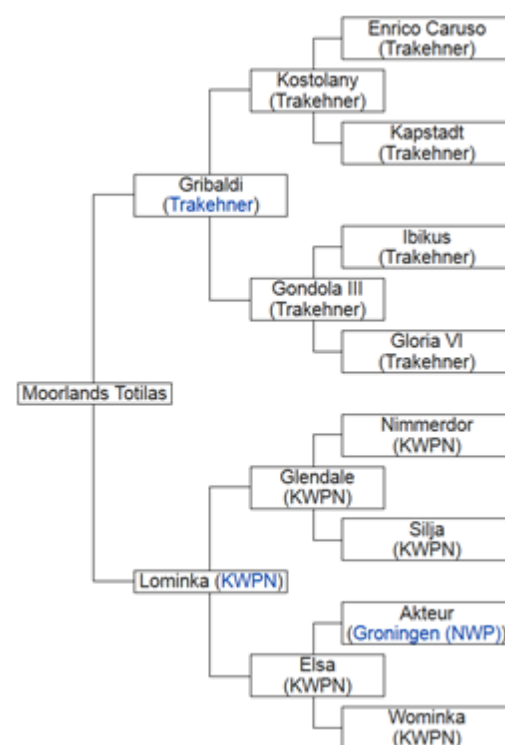 Enrico Caruso
(Trakehner)
Kostolany
(Trakehner)
Kapstadt
(Trakehner)
Gribaldi
(Trakehner)
Ibikus
(Trakehner)
Gondola III
(Trakehner)
Gloria VI
(Trakehner)
Moorlands Totilas
Nimmerdor
(KWPN)
Glendale
(KWPN)
Silja
(KWPN)
Lominka (KWPN)
Akteur
(Groningen (NWP))
Elsa
(KWPN)
Wominka
(KWPN)